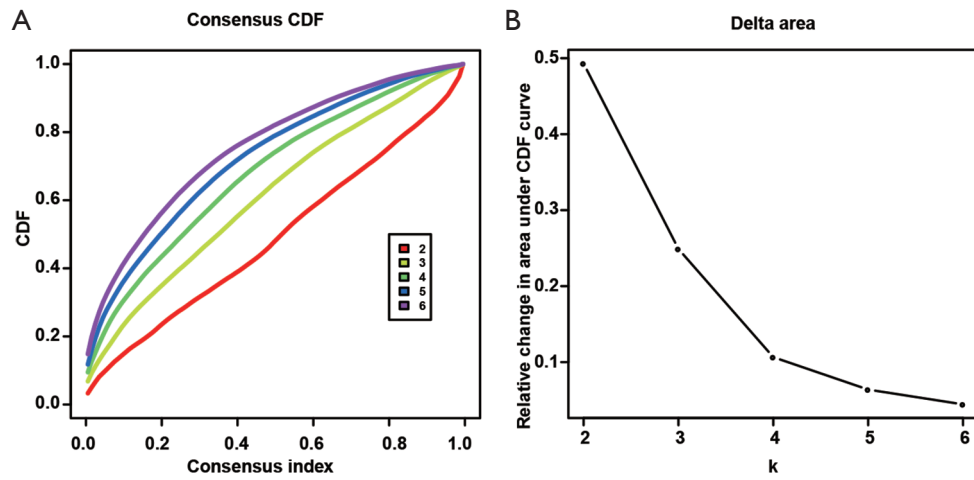 A
Consensus CDF
CDF
1.0
0.8
0.6
0.4
0.2
0.0
2
3
4
5
6
0.0 0.2 0.4 0.6 0.8 1.0
Consensus index
B
Delta area
Relative change in area under CDF curve
0.5
0.4
0.3
0.2
0.1
2 3 4 5 6
k